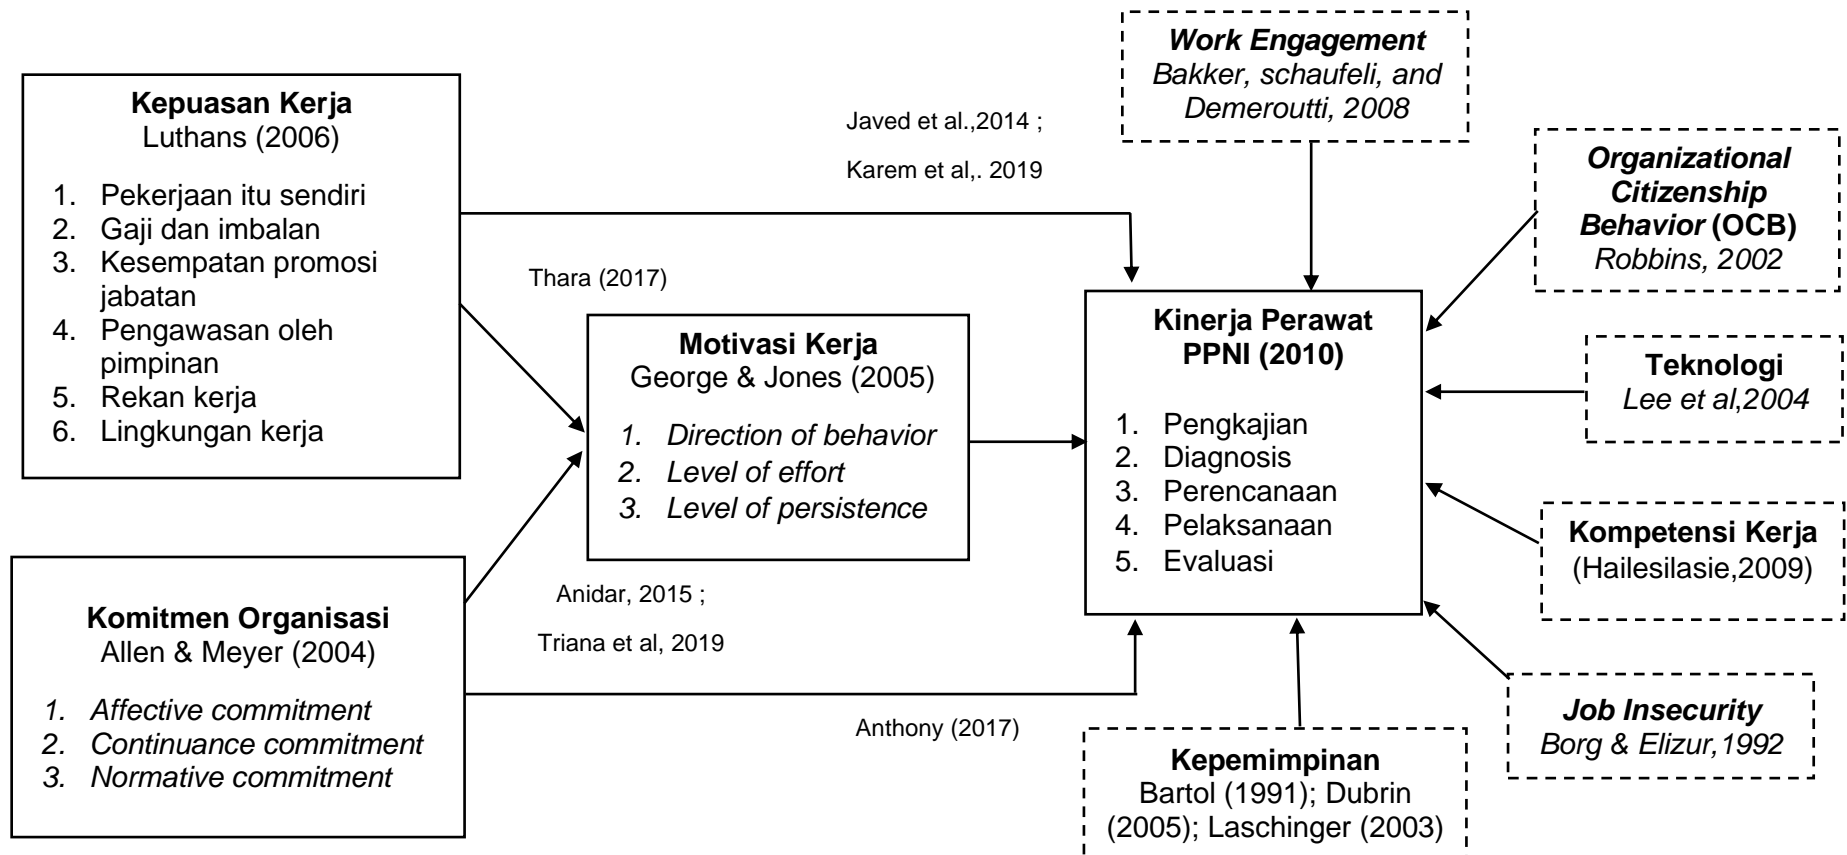 Kepuasan Kerja
Luthans (2006)
1. Pekerjaan itu sendiri
2. Gaji dan imbalan
3. Kesempatan promosi
jabatan
4. Pengawasan oleh
pimpinan
5. Rekan kerja
6. Lingkungan kerja
Komitmen Organisasi
Allen & Meyer (2004)
1. Affective commitment
2. Continuance commitment
3. Normative commitment
Thara (2017)
Motivasi Kerja
George & Jones (2005)
1. Direction of behavior
2. Level of effort
3. Level of persistence
Anidar, 2015 ;
Triana et al, 2019
Javed et al.,2014 ;
Karem et al,. 2019
Anthony (2017)
Work Engagement
Bakker, schaufeli, and
Demeroutti, 2008
Kinerja Perawat
PPNI (2010)
1. Pengkajian
2. Diagnosis
3. Perencanaan
4. Pelaksanaan
5. Evaluasi
Kepemimpinan
Bartol (1991); Dubrin
(2005); Laschinger (2003)
Organizational
Citizenship
Behavior (OCB)
Robbins, 2002
Teknologi
Lee et al,2004
Kompetensi Kerja
(Hailesilasie,2009)
Job Insecurity
Borg & Elizur,1992